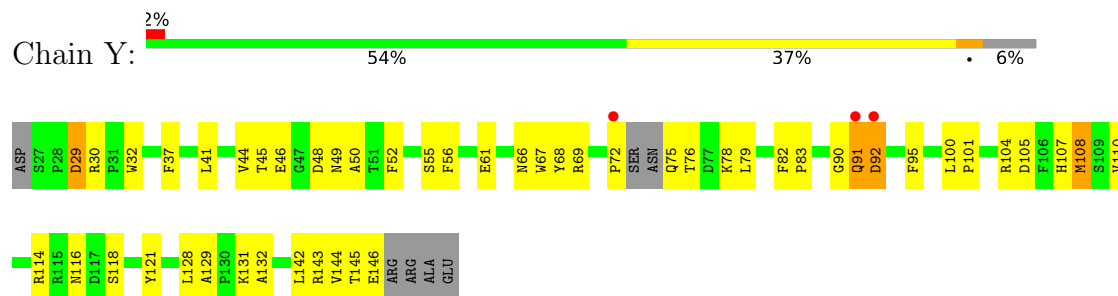 2%
Chain Y:
54% 37% • 6%
ASP S27 P28 D29 R30 P31 W32 F37 L41 V44 T45 E46 G47 D48 N49 A50 T51 F52 S55 F56 E61 N66 W67 Y68 R69 P72 SER ASN Q75 T76 D77 K78 L79 F82 P83 G90 Q91 D92 F95 L100 P101 R104 D105 F106 H107 M108 S109 V110
R114 R115 N116 D117 S118 Y121 L128 A129 P130 K131 A132 L142 R143 V144 T145 E146 ARG ARG ALA GLU